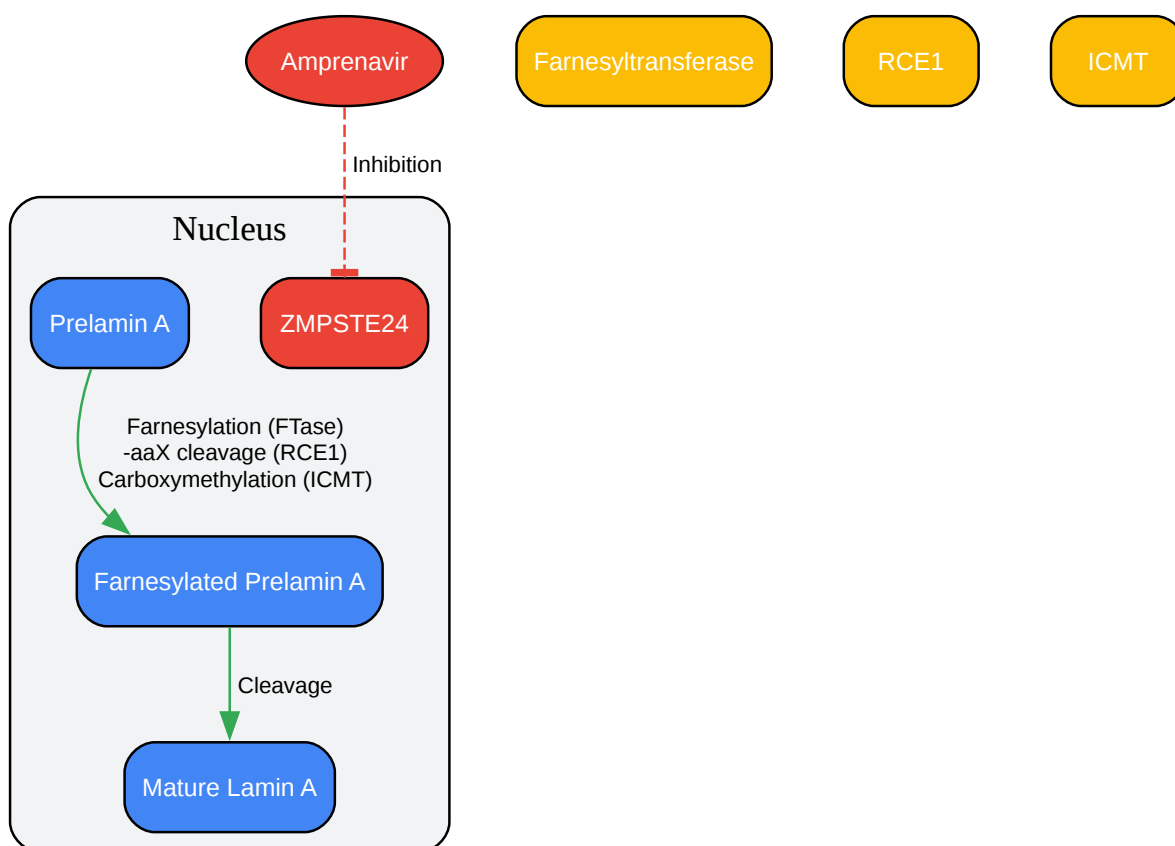 Amprenavir
Farnesyltransferase
RCE1
ICMT
Inhibition
Nucleus
Prelamin A
ZMPSTE24
Farnesylation (FTase)
-aaX cleavage (RCE1)
Carboxymethylation (ICMT)
Farnesylated Prelamin A
Cleavage
Mature Lamin A